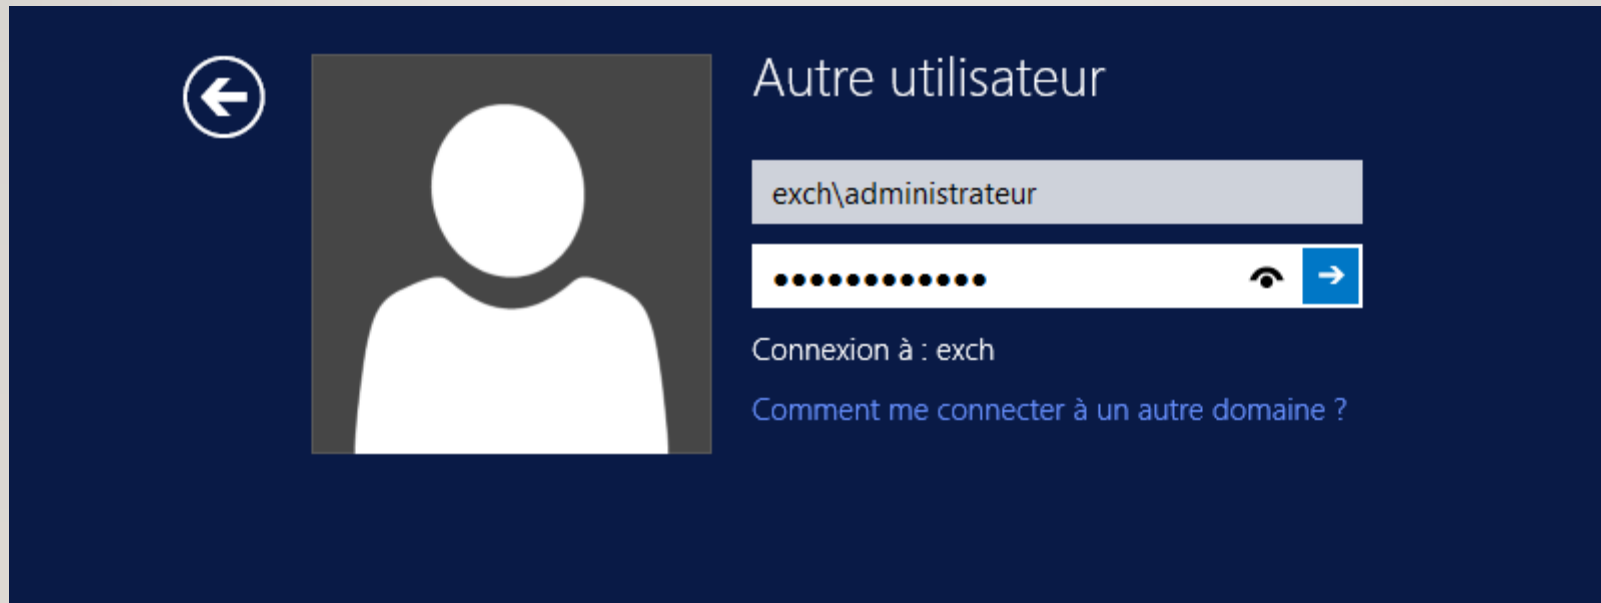 Autre utilisateur
exch\administrateur
••••••••••••
Connexion à : exch
Comment me connecter à un autre domaine ?